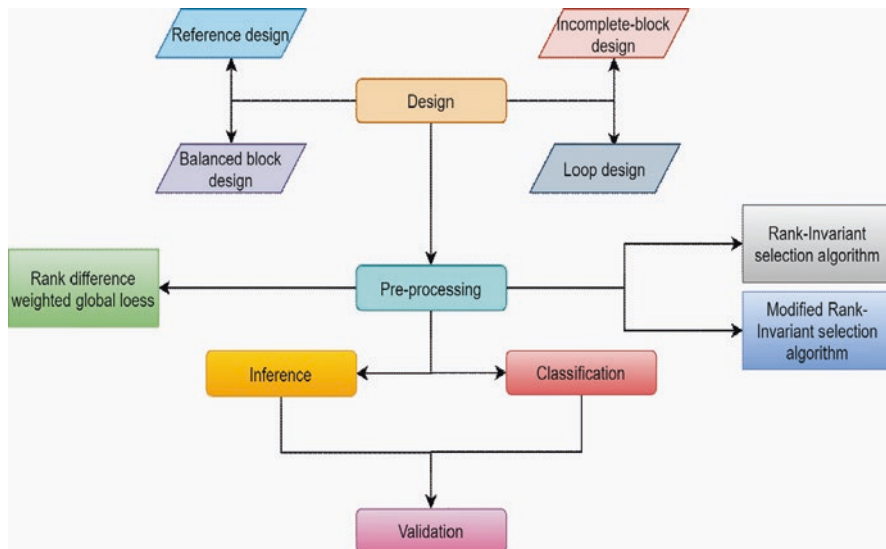 Reference design
Incomplete-block
design
Design
Balanced block
design
Loop design
Rank difference
weighted global loess
Pre-processing
Rank-Invariant
selection algorithm
Modified Rank-
Invariant selection
algorithm
Inference
Classification
Validation